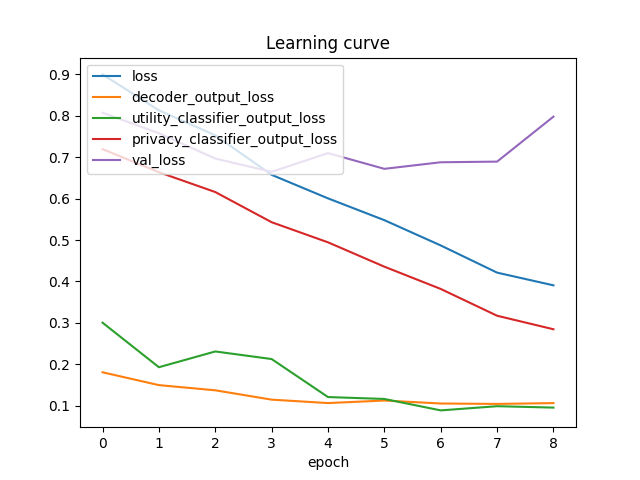 Learning curve
loss
decoder_output_loss
utility_classifier_output_loss
privacy_classifier_output_loss
val_loss
0.9
0.8
0.7
0.6
0.5
0.4
0.3
0.2
0.1
0 1 2 3 4 5 6 7 8
epoch